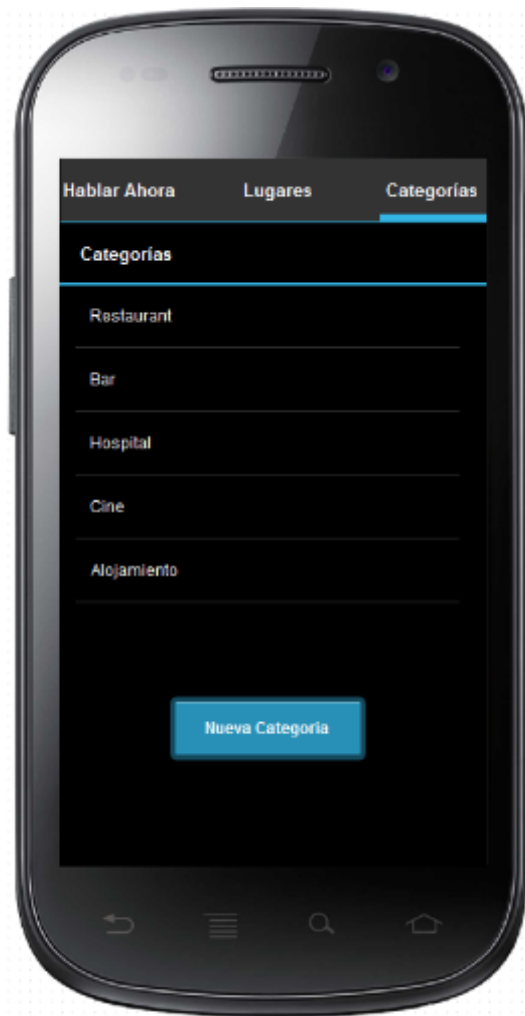 Hablar Ahora Lugares Categorías
Categorías
Restaurant
Bar
Hospital
Cine
Alojamiento
Nueva Categoria